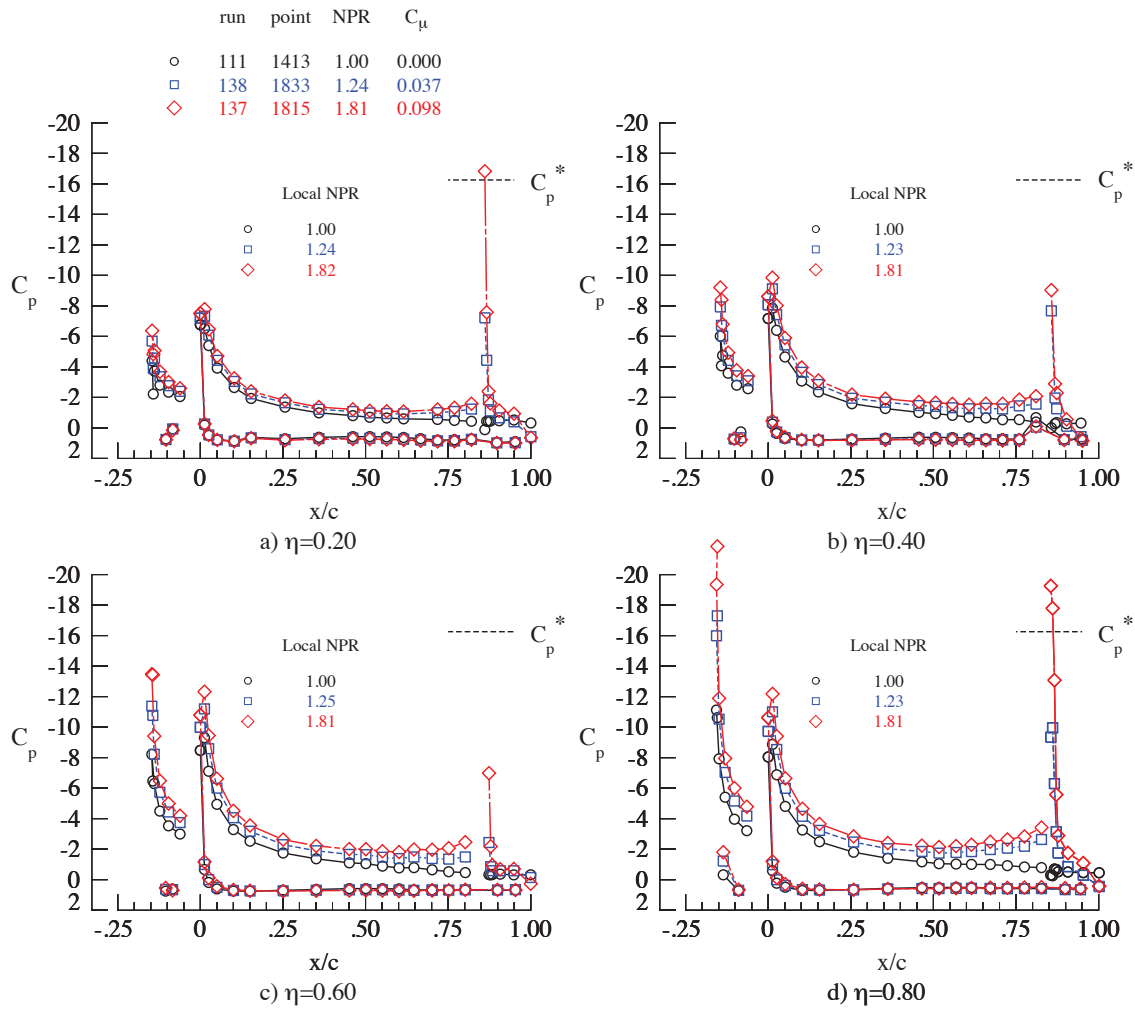 run point NPR Cμ
111 1413 1.00 0.000
138 1833 1.24 0.037
137 1815 1.81 0.098
-20
-18
-16
-14
-12
-10
-8
-6
-4
-2
0
2
Cp
Cp*
Local NPR
1.00
1.24
1.82
-.25 0 .25 .50 .75 1.00
x/c
a) η=0.20
-20
-18
-16
-14
-12
-10
-8
-6
-4
-2
0
2
Cp
Cp*
Local NPR
1.00
1.23
1.81
-.25 0 .25 .50 .75 1.00
x/c
b) η=0.40
-20
-18
-16
-14
-12
-10
-8
-6
-4
-2
0
2
Cp
Cp*
Local NPR
1.00
1.25
1.81
-.25 0 .25 .50 .75 1.00
x/c
c) η=0.60
-20
-18
-16
-14
-12
-10
-8
-6
-4
-2
0
2
Cp
Cp*
Local NPR
1.00
1.23
1.81
-.25 0 .25 .50 .75 1.00
x/c
d) η=0.80